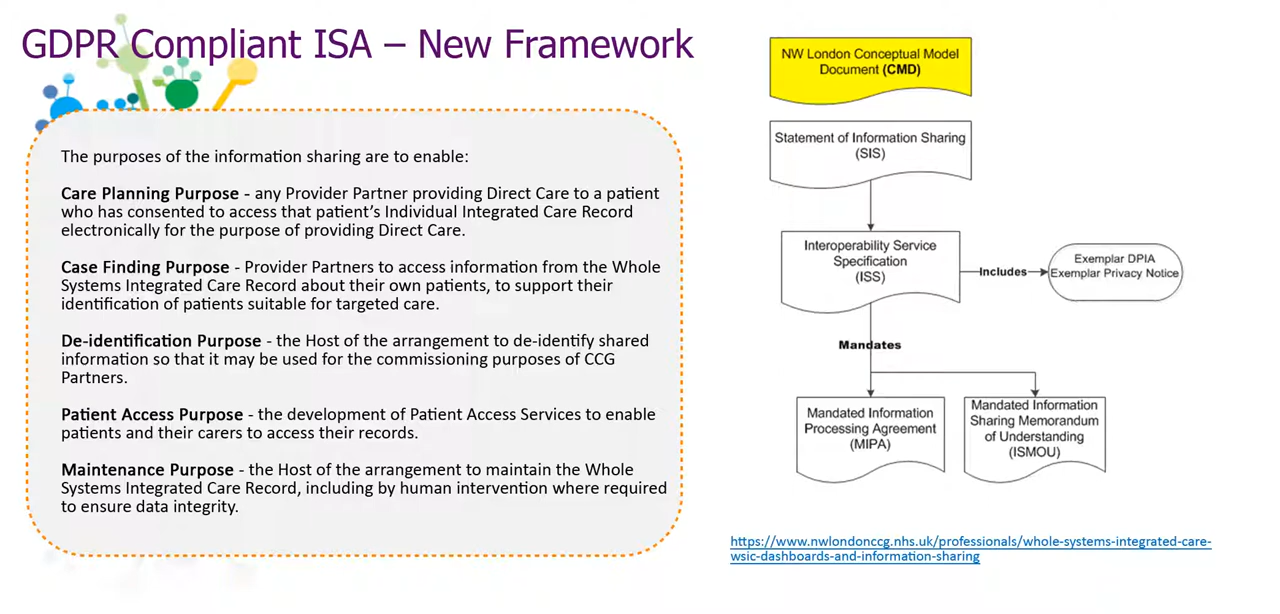 GDPR Compliant ISA – New Framework
The purposes of the information sharing are to enable:
Care Planning Purpose - any Provider Partner providing Direct Care to a patient
who has consented to access that patient's Individual Integrated Care Record
electronically for the purpose of providing Direct Care.
Case Finding Purpose - Provider Partners to access information from the Whole
Systems Integrated Care Record about their own patients, to support their
identification of patients suitable for targeted care.
De-identification Purpose - the Host of the arrangement to de-identify shared
information so that it may be used for the commissioning purposes of CCG
Partners.
Patient Access Purpose - the development of Patient Access Services to enable
patients and their carers to access their records.
Maintenance Purpose - the Host of the arrangement to maintain the Whole
Systems Integrated Care Record, including by human intervention where required
to ensure data integrity.
NW London Conceptual Model
Document (CMD)
Statement of Information Sharing
(SIS)
Interoperability Service
Specification
(ISS)
Includes
Exemplar DPIA
Exemplar Privacy Notice
Mandates
Mandated Information
Processing Agreement
(MIPA)
Mandated Information
Sharing Memorandum
of Understanding
(ISMOU)
https://www.nwlondonccg.nhs.uk/professionals/whole-systems-integrated-care-
wsic-dashboards-and-information-sharing